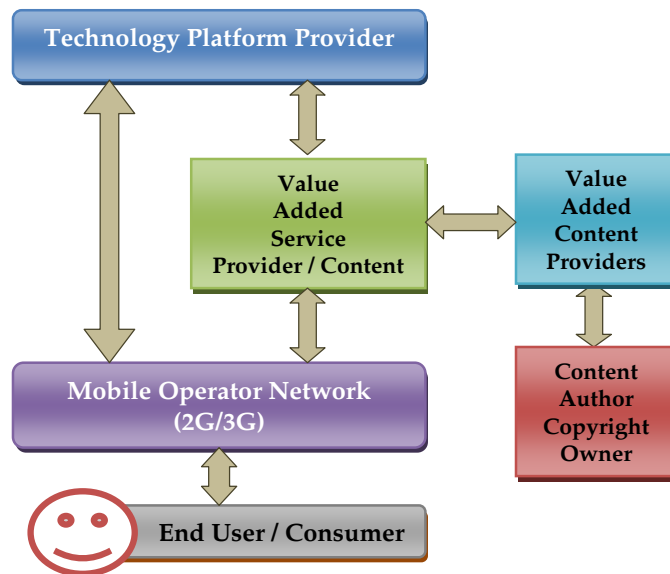 Technology Platform Provider
Value
Added
Service
Provider / Content
Value
Added
Content
Providers
Mobile Operator Network
(2G/3G)
Content
Author
Copyright
Owner
End User / Consumer